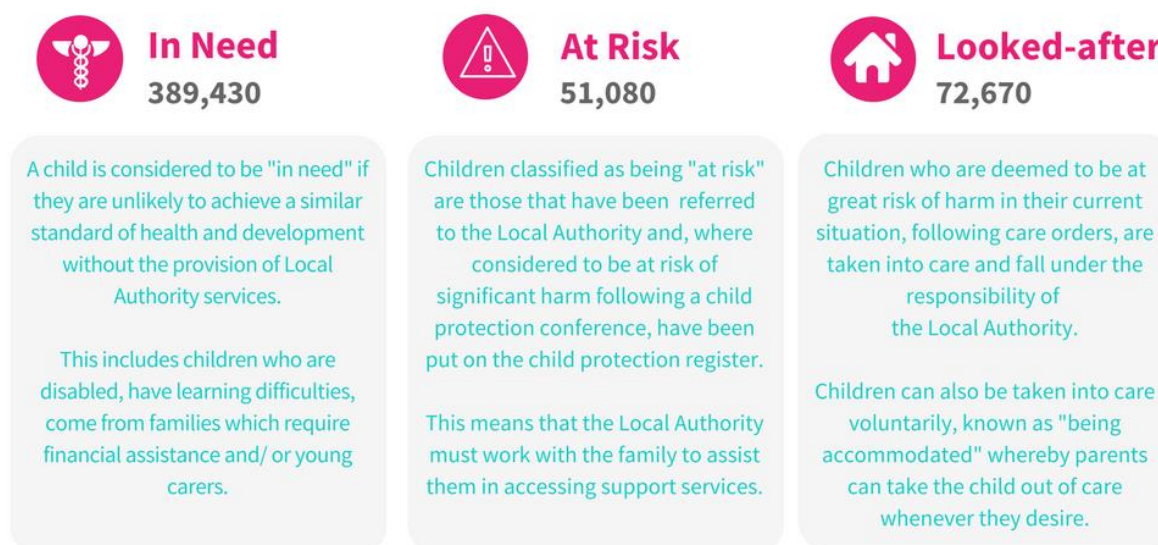 In Need
389,430
A child is considered to be "in need" if
they are unlikely to achieve a similar
standard of health and development
without the provision of Local
Authority services.
This includes children who are
disabled, have learning difficulties,
come from families which require
financial assistance and/ or young
carers.
At Risk
51,080
Children classified as being "at risk"
are those that have been referred
to the Local Authority and, where
considered to be at risk of
significant harm following a child
protection conference, have been
put on the child protection register.
This means that the Local Authority
must work with the family to assist
them in accessing support services.
Looked-after
72,670
Children who are deemed to be at
great risk of harm in their current
situation, following care orders, are
taken into care and fall under the
responsibility of
the Local Authority.
Children can also be taken into care
voluntarily, known as "being
accommodated" whereby parents
can take the child out of care
whenever they desire.